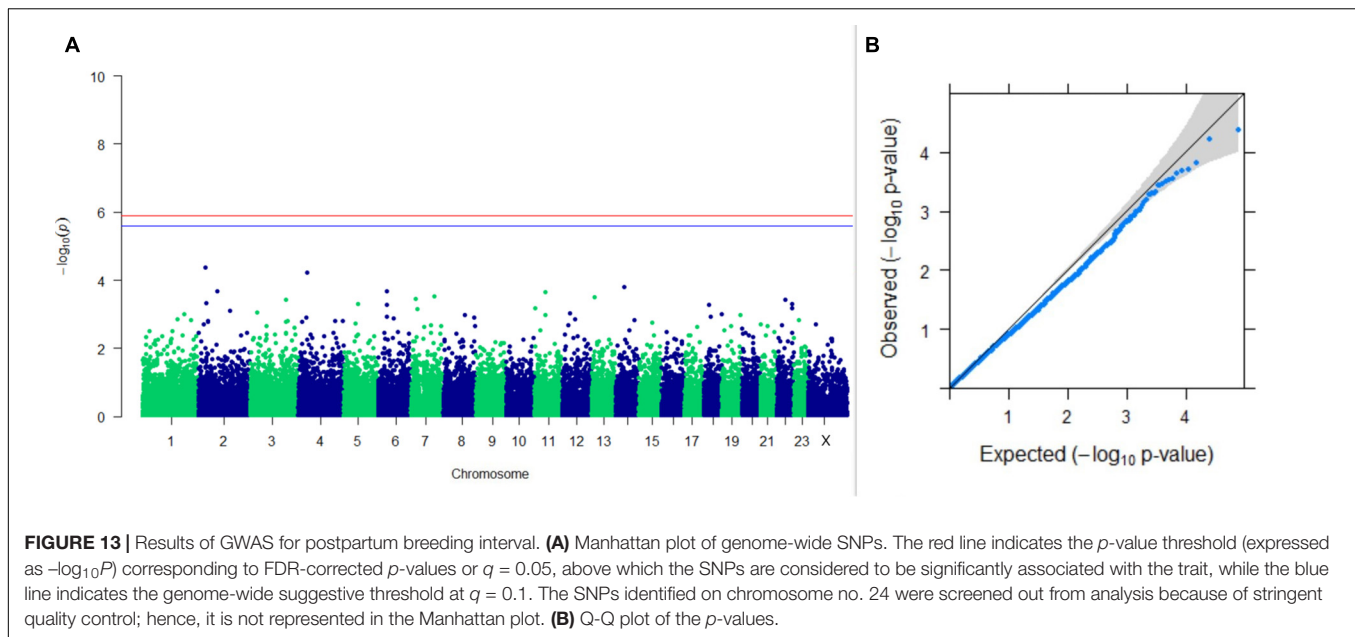 A
10
8
6
4
2
0
−log₁₀(p)
1 2 3 4 5 6 7 8 9 10 11 12 13 15 17 19 21 23 X
Chromosome
B
4
3
2
1
Observed (−log₁₀ p-value)
1 2 3 4
Expected (−log₁₀ p-value)
FIGURE 13 | Results of GWAS for postpartum breeding interval. (A) Manhattan plot of genome-wide SNPs. The red line indicates the p-value threshold (expressed
as –log₁₀P) corresponding to FDR-corrected p-values or q = 0.05, above which the SNPs are considered to be significantly associated with the trait, while the blue
line indicates the genome-wide suggestive threshold at q = 0.1. The SNPs identified on chromosome no. 24 were screened out from analysis because of stringent
quality control; hence, it is not represented in the Manhattan plot. (B) Q-Q plot of the p-values.